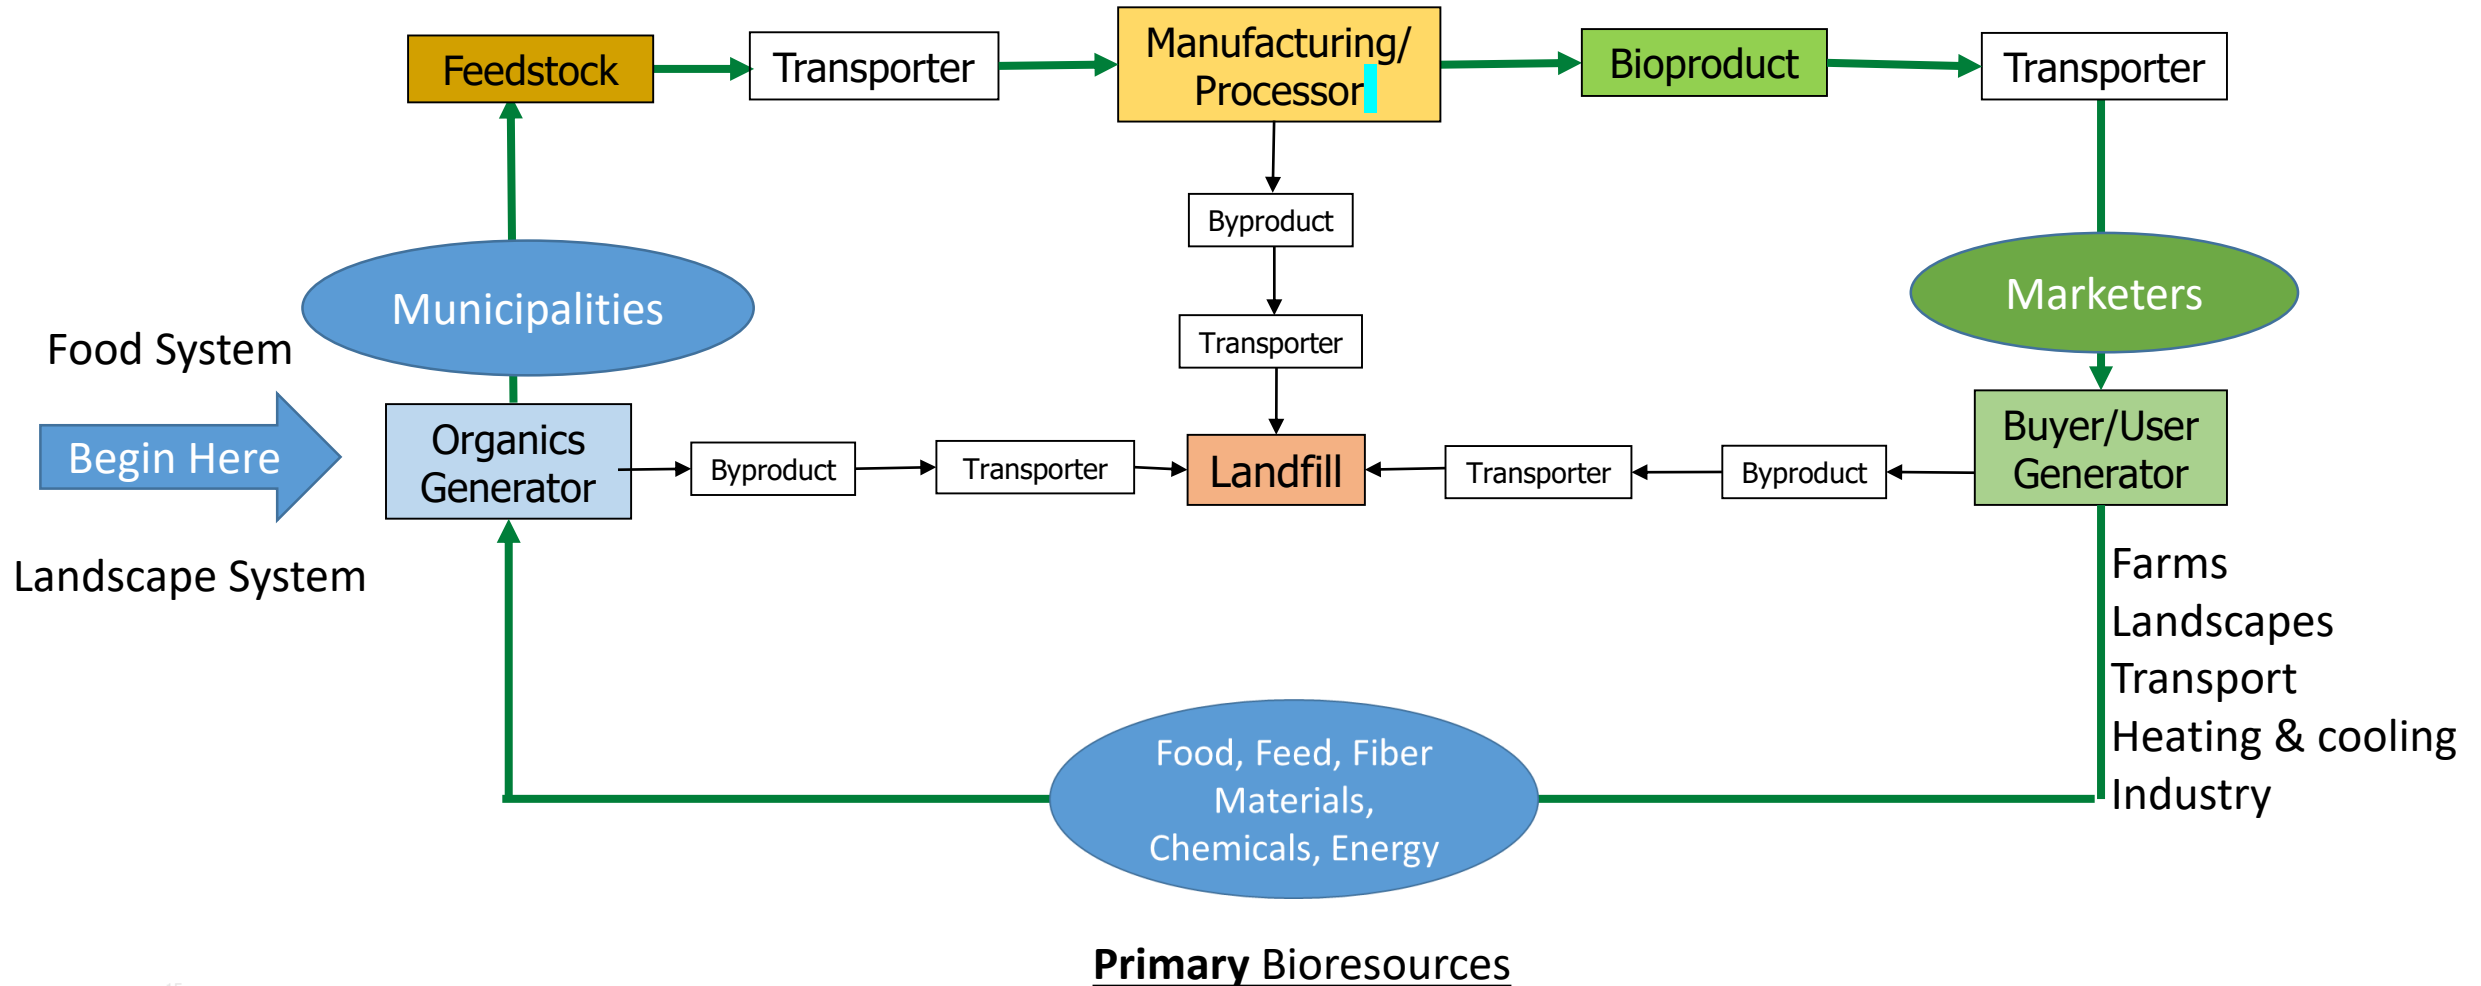 Feedstock
Transporter
Manufacturing/
Processor
Bioproduct
Transporter
Byproduct
Municipalities
Marketers
Food System
Transporter
Begin Here
Organics
Generator
Byproduct
Transporter
Landfill
Transporter
Byproduct
Buyer/User
Generator
Landscape System
Farms
Landscapes
Transport
Heating & cooling
Industry
Food, Feed, Fiber
Materials,
Chemicals, Energy
Primary Bioresources